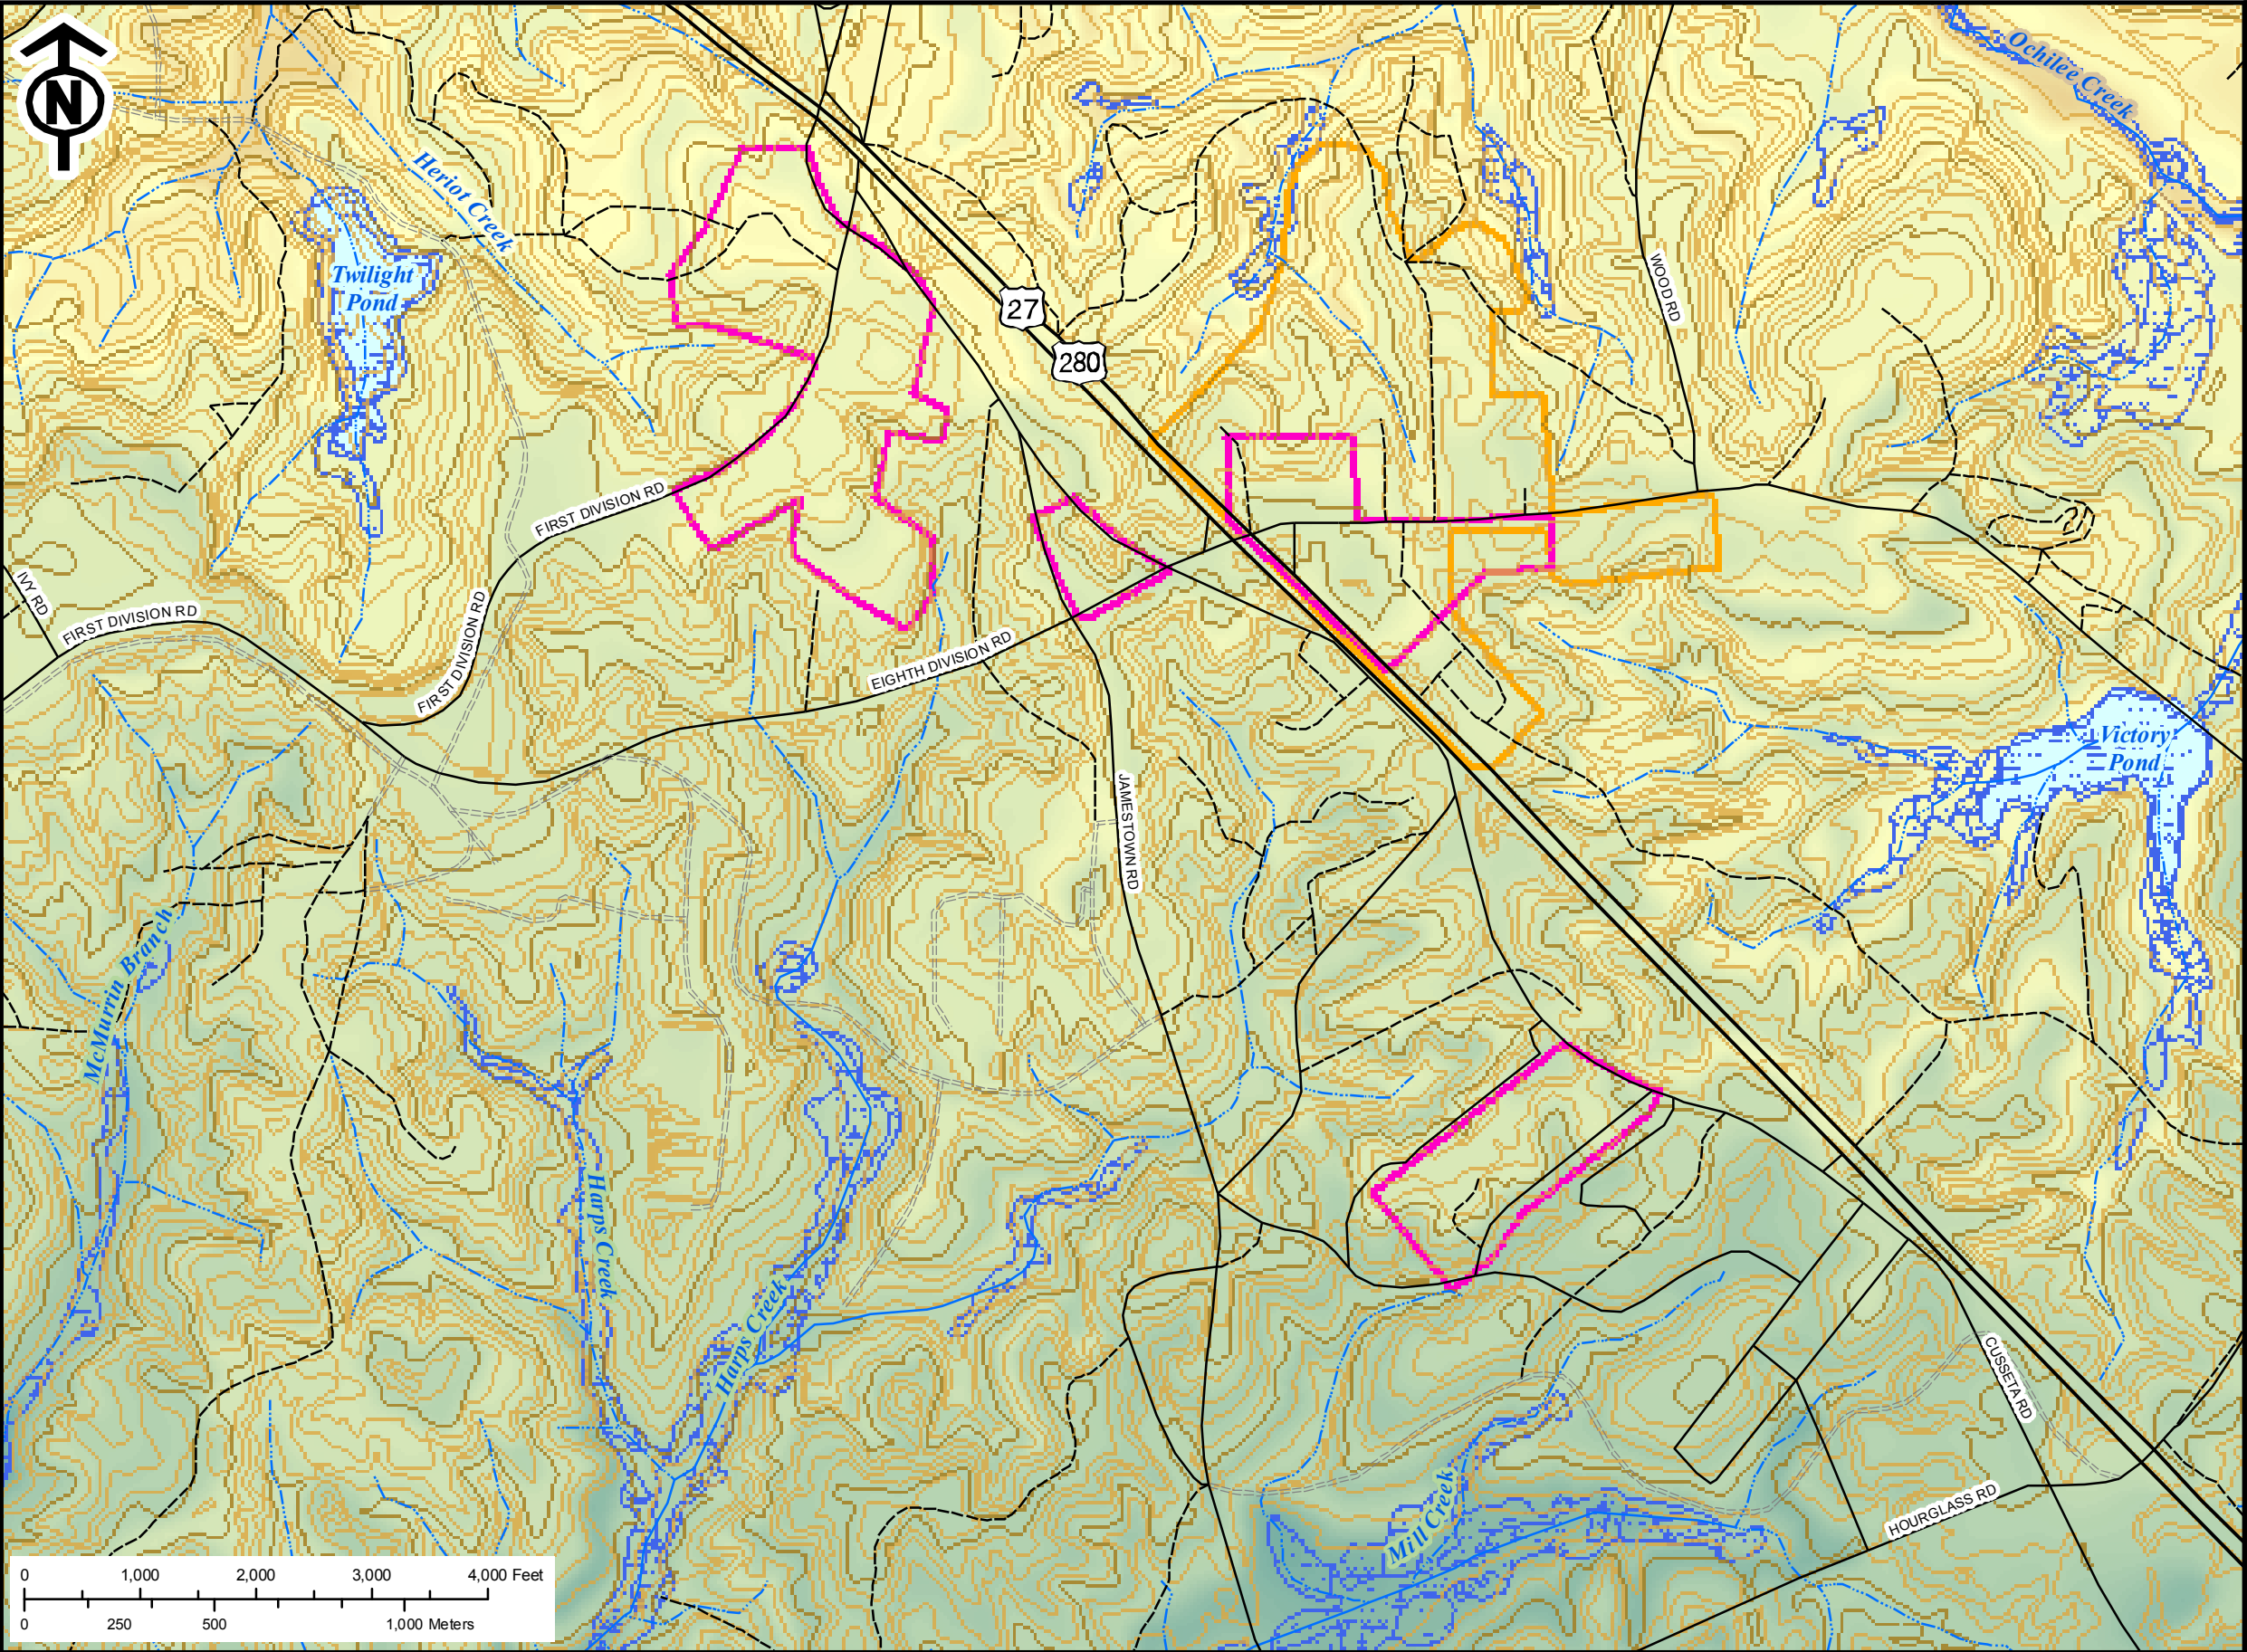 N
Ochilee Creek
Heriot Creek
Twilight
Pond
WOOD RD
27
280
FIRST DIVISION RD
IVY RD
FIRST DIVISION RD
FIRST DIVISION RD
EIGHTH DIVISION RD
Victory
Pond
JAMESTOWN RD
McMurrin Branch
Harps Creek
Harps Creek
CUSSETA RD
Mill Creek
HOURGLASS RD
0 1,000 2,000 3,000 4,000 Feet
0 250 500 1,000 Meters